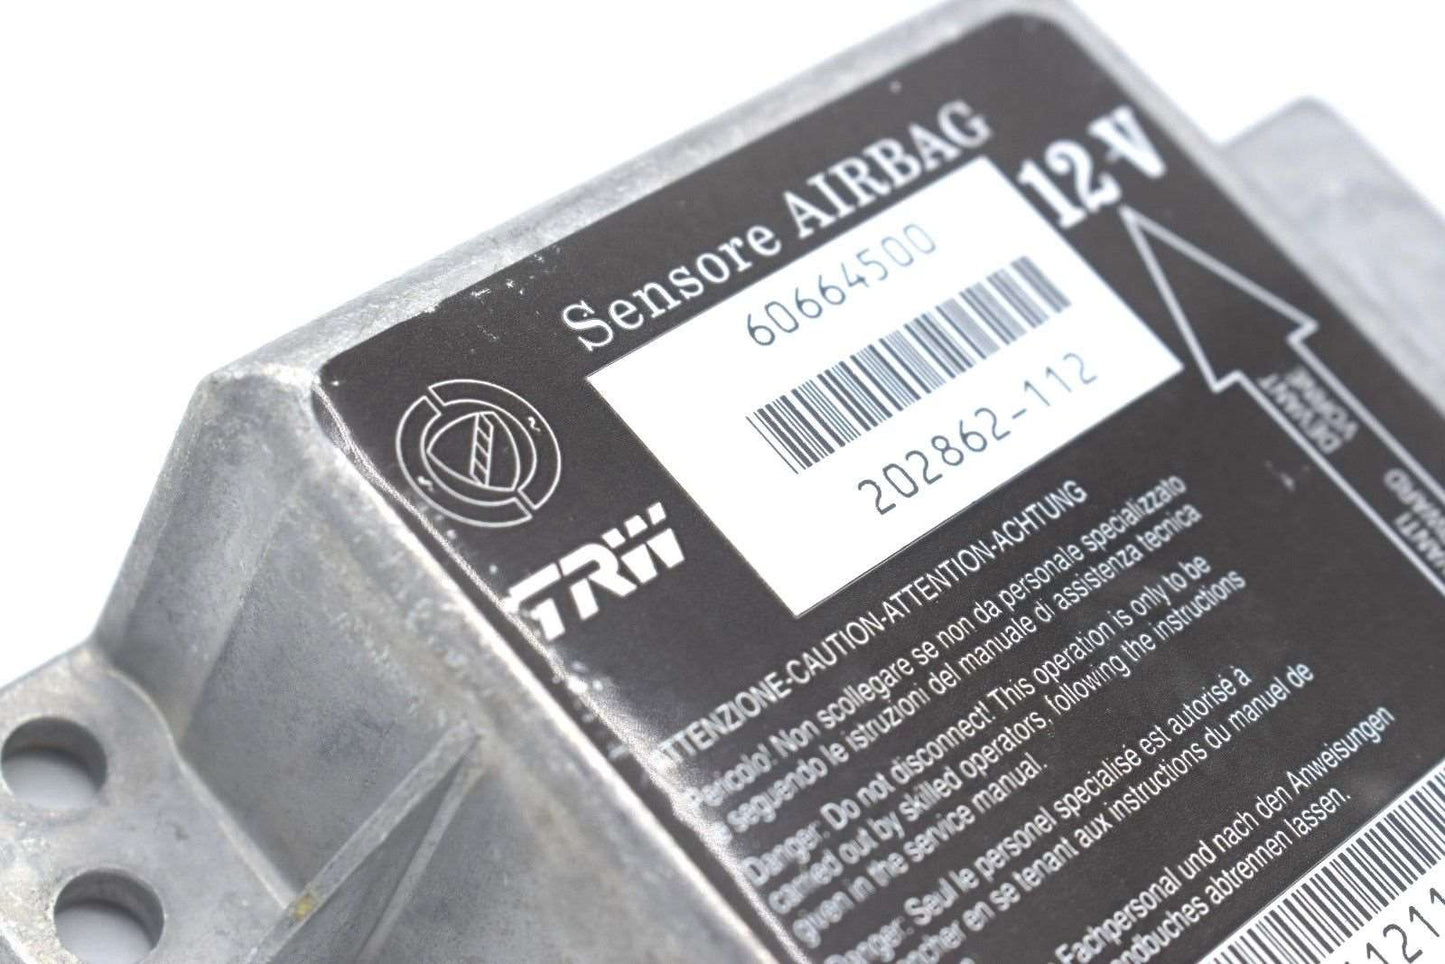 Sensore AIRBAG
12-V
60664500
202862-112
TRW
DEVANT
VORNE
ATTENZIONE-CAUTION-ATTENTION-ACHTUNG
Pericolo! Non scollegare se non da personale specializzato
e seguendo le istruzioni del manuale di assistenza tecnica
Danger: Do not disconnect! This operation is only to be
carried out by skilled operators, following the instructions
given in the service manual.
Danger: Seul le personel specialisé est autorisé à
en se tenant aux instructions du manuel de
Fachpersonal und nach den Anweisungen
abtrennen lassen.